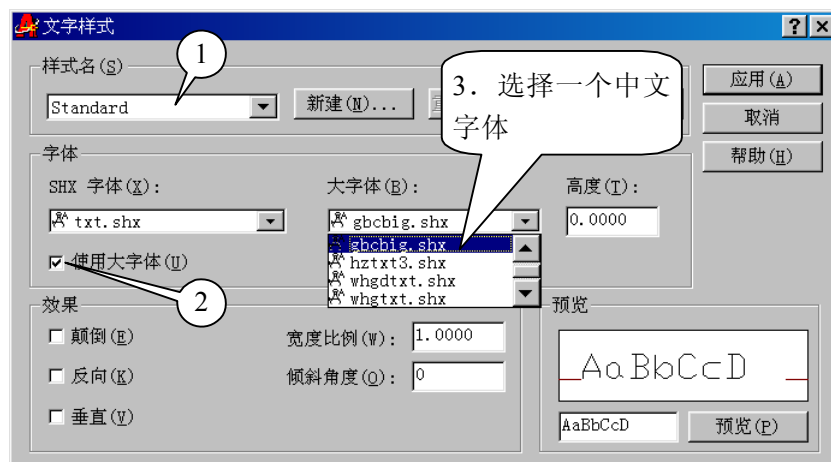 文字样式
样式名(S)
1
Standard
新建(N)...
3. 选择一个中文
字体
应用(A)
取消
帮助(H)
字体
SHX 字体(X):
大字体(B):
高度(T):
txt.shx
gbcbig.shx
0.0000
使用大字体(U)
gbcbig.shx
hztxt3.shx
whgdtxt.shx
whgtxt.shx
2
效果
颠倒(E)
宽度比例(W):
1.0000
反向(K)
倾斜角度(O):
0
垂直(V)
预览
AaBbCcD
AaBbCcD
预览(P)